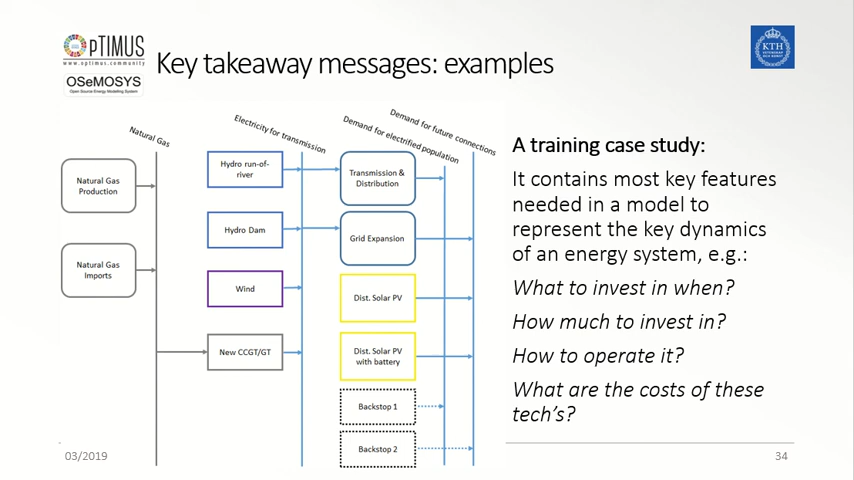 OpTIMUS
www.optimus.community
OSeMOSYS
Open Source Energy Modelling System
Key takeaway messages: examples
KTH
VETENSKAP
OCH KONST
Natural Gas
Electricity for transmission
Demand for electrified population
Demand for future connections
Natural Gas
Production
Natural Gas
Imports
Hydro run-of-
river
Hydro Dam
Wind
New CCGT/GT
Transmission &
Distribution
Grid Expansion
Dist. Solar PV
Dist. Solar PV
with battery
Backstop 1
Backstop 2
A training case study:
It contains most key features
needed in a model to
represent the key dynamics
of an energy system, e.g.:
What to invest in when?
How much to invest in?
How to operate it?
What are the costs of these
tech's?
03/2019
34